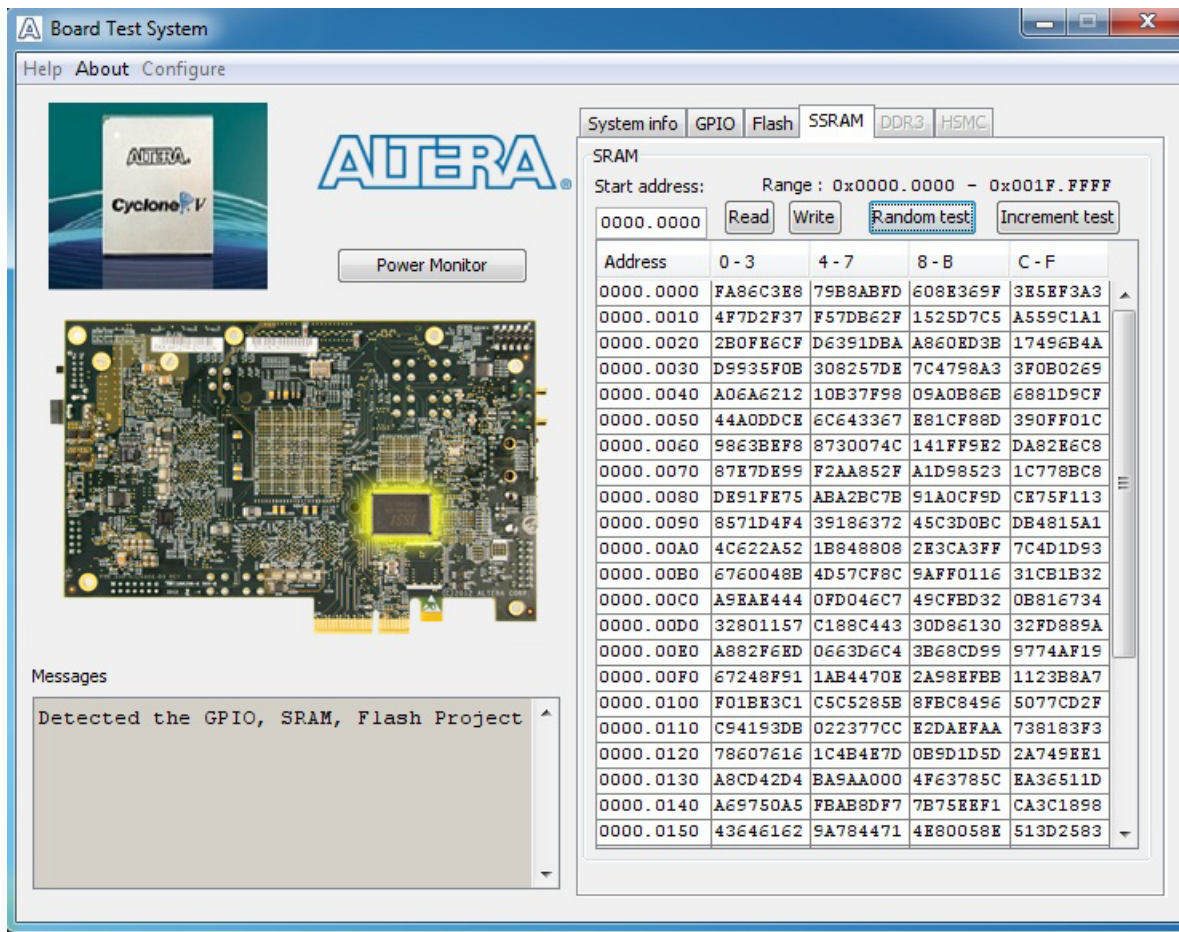 Board Test System
Help About Configure
ALTERA
Cyclone V
ALTERA
Power Monitor
ISSI
Messages
Detected the GPIO, SRAM, Flash Project
System info GPIO Flash SSRAM DDR3 HSMC
SRAM
Start address: Range : 0x0000.0000 - 0x001F.FFFF
0000.0000 Read Write Random test Increment test
Address 0 - 3 4 - 7 8 - B C - F
0000.0000 FA86C3E8 79B8ABFD 608E369F 3E5EF3A3
0000.0010 4F7D2F37 F57DB62F 1525D7C5 A559C1A1
0000.0020 2B0FE6CF D6391DBA A860ED3B 17496B4A
0000.0030 D9935F0B 308257DE 7C4798A3 3F0B0269
0000.0040 A06A6212 10B37F98 09A0B86B 6881D9CF
0000.0050 44A0DDCE 6C643367 E81CF88D 390FF01C
0000.0060 9863BEF8 8730074C 141FF9E2 DA82E6C8
0000.0070 87E7DE99 F2AA852F A1D98523 1C778BC8
0000.0080 DE91FE75 ABA2BC7B 91A0CF9D CE75F113
0000.0090 8571D4F4 39186372 45C3D0BC DB4815A1
0000.00A0 4C622A52 1B848808 2E3CA3FF 7C4D1D93
0000.00B0 6760048B 4D57CF8C 9AFF0116 31CB1B32
0000.00C0 A9EAE444 0FD046C7 49CFBD32 0B816734
0000.00D0 32801157 C188C443 30D86130 32FD889A
0000.00E0 A882F6ED 0663D6C4 3B68CD99 9774AF19
0000.00F0 67248F91 1AB4470E 2A98EFBB 1123B8A7
0000.0100 F01BE3C1 C5C5285B 8FBC8496 5077CD2F
0000.0110 C94193DB 022377CC E2DAEFAA 738183F3
0000.0120 78607616 1C4B4E7D 0B9D1D5D 2A749EE1
0000.0130 A8CD42D4 BA9AA000 4F63785C EA36511D
0000.0140 A69750A5 FBAB8DF7 7B75EEF1 CA3C1898
0000.0150 43646162 9A784471 4E80058E 513D2583